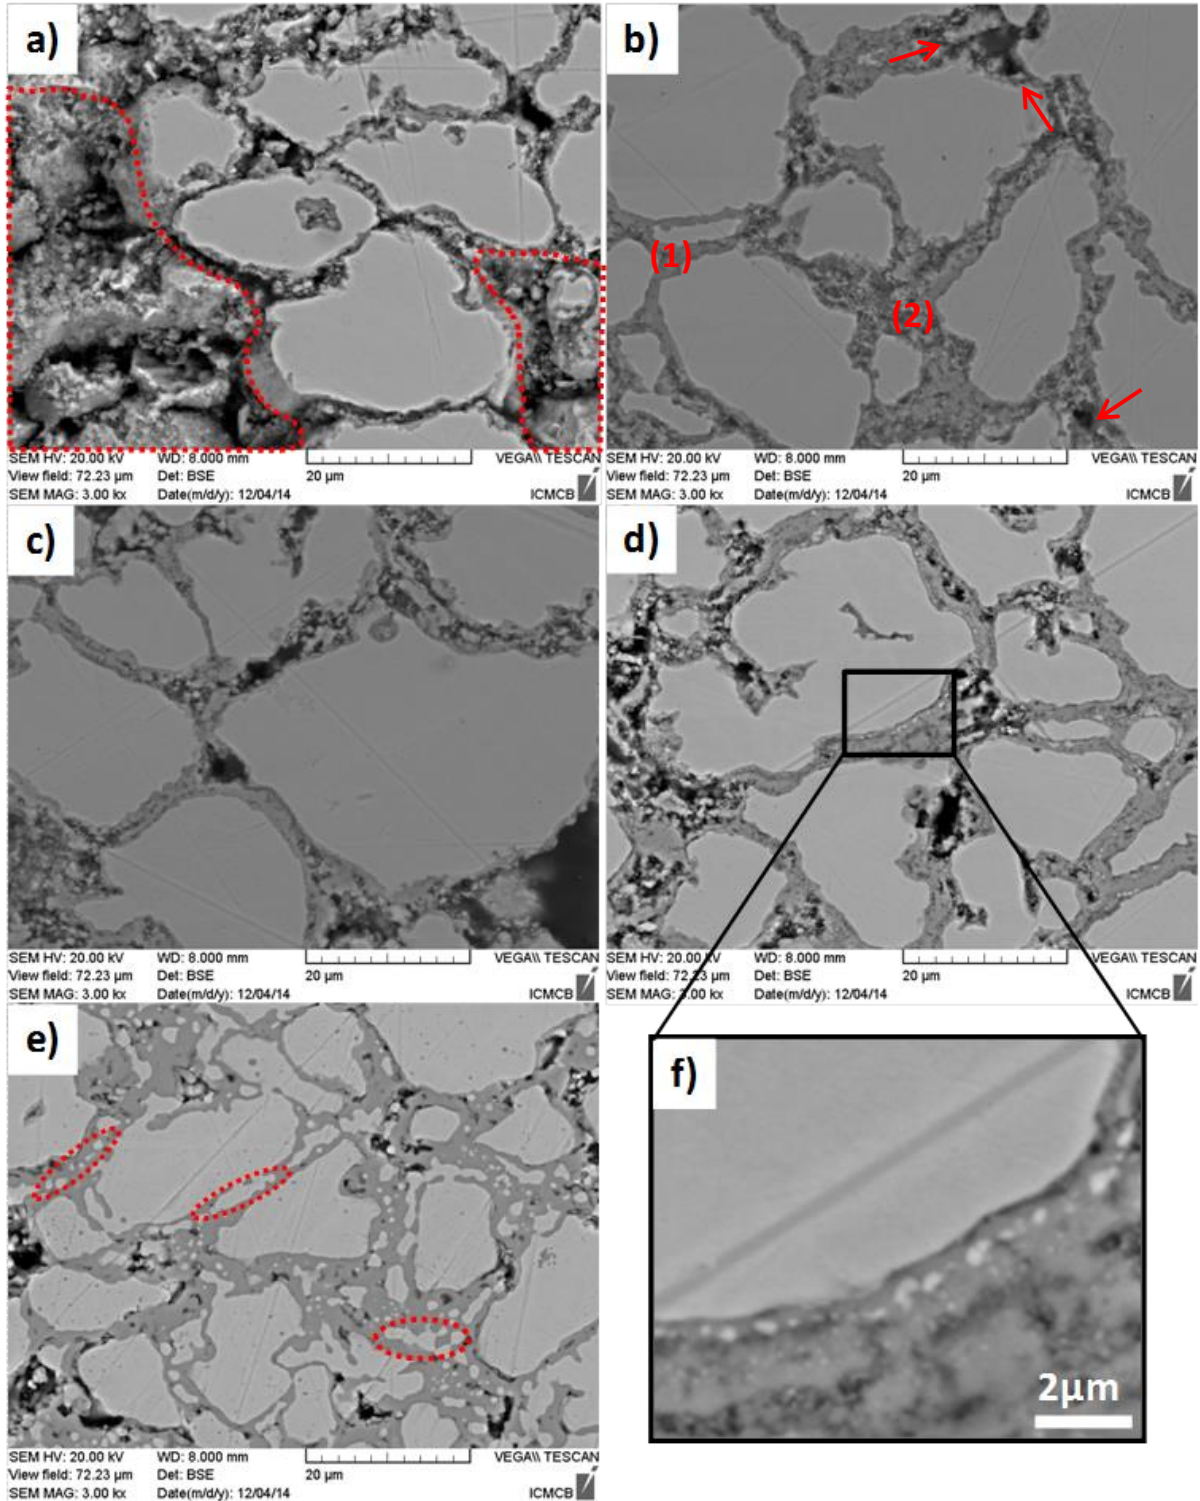 a)
SEM HV: 20.00 kV WD: 8.000 mm VEGA\\ TESCAN
View field: 72.23 µm Det: BSE 20 µm
SEM MAG: 3.00 kx Date(m/d/y): 12/04/14 ICMCB
b)
(1)
(2)
SEM HV: 20.00 kV WD: 8.000 mm VEGA\\ TESCAN
View field: 72.23 µm Det: BSE 20 µm
SEM MAG: 3.00 kx Date(m/d/y): 12/04/14 ICMCB
c)
SEM HV: 20.00 kV WD: 8.000 mm VEGA\\ TESCAN
View field: 72.23 µm Det: BSE 20 µm
SEM MAG: 3.00 kx Date(m/d/y): 12/04/14 ICMCB
d)
SEM HV: 20.00 kV WD: 8.000 mm VEGA\\ TESCAN
View field: 72.23 µm Det: BSE 20 µm
SEM MAG: 3.00 kx Date(m/d/y): 12/04/14 ICMCB
e)
SEM HV: 20.00 kV WD: 8.000 mm VEGA\\ TESCAN
View field: 72.23 µm Det: BSE 20 µm
SEM MAG: 3.00 kx Date(m/d/y): 12/04/14 ICMCB
f)
2µm